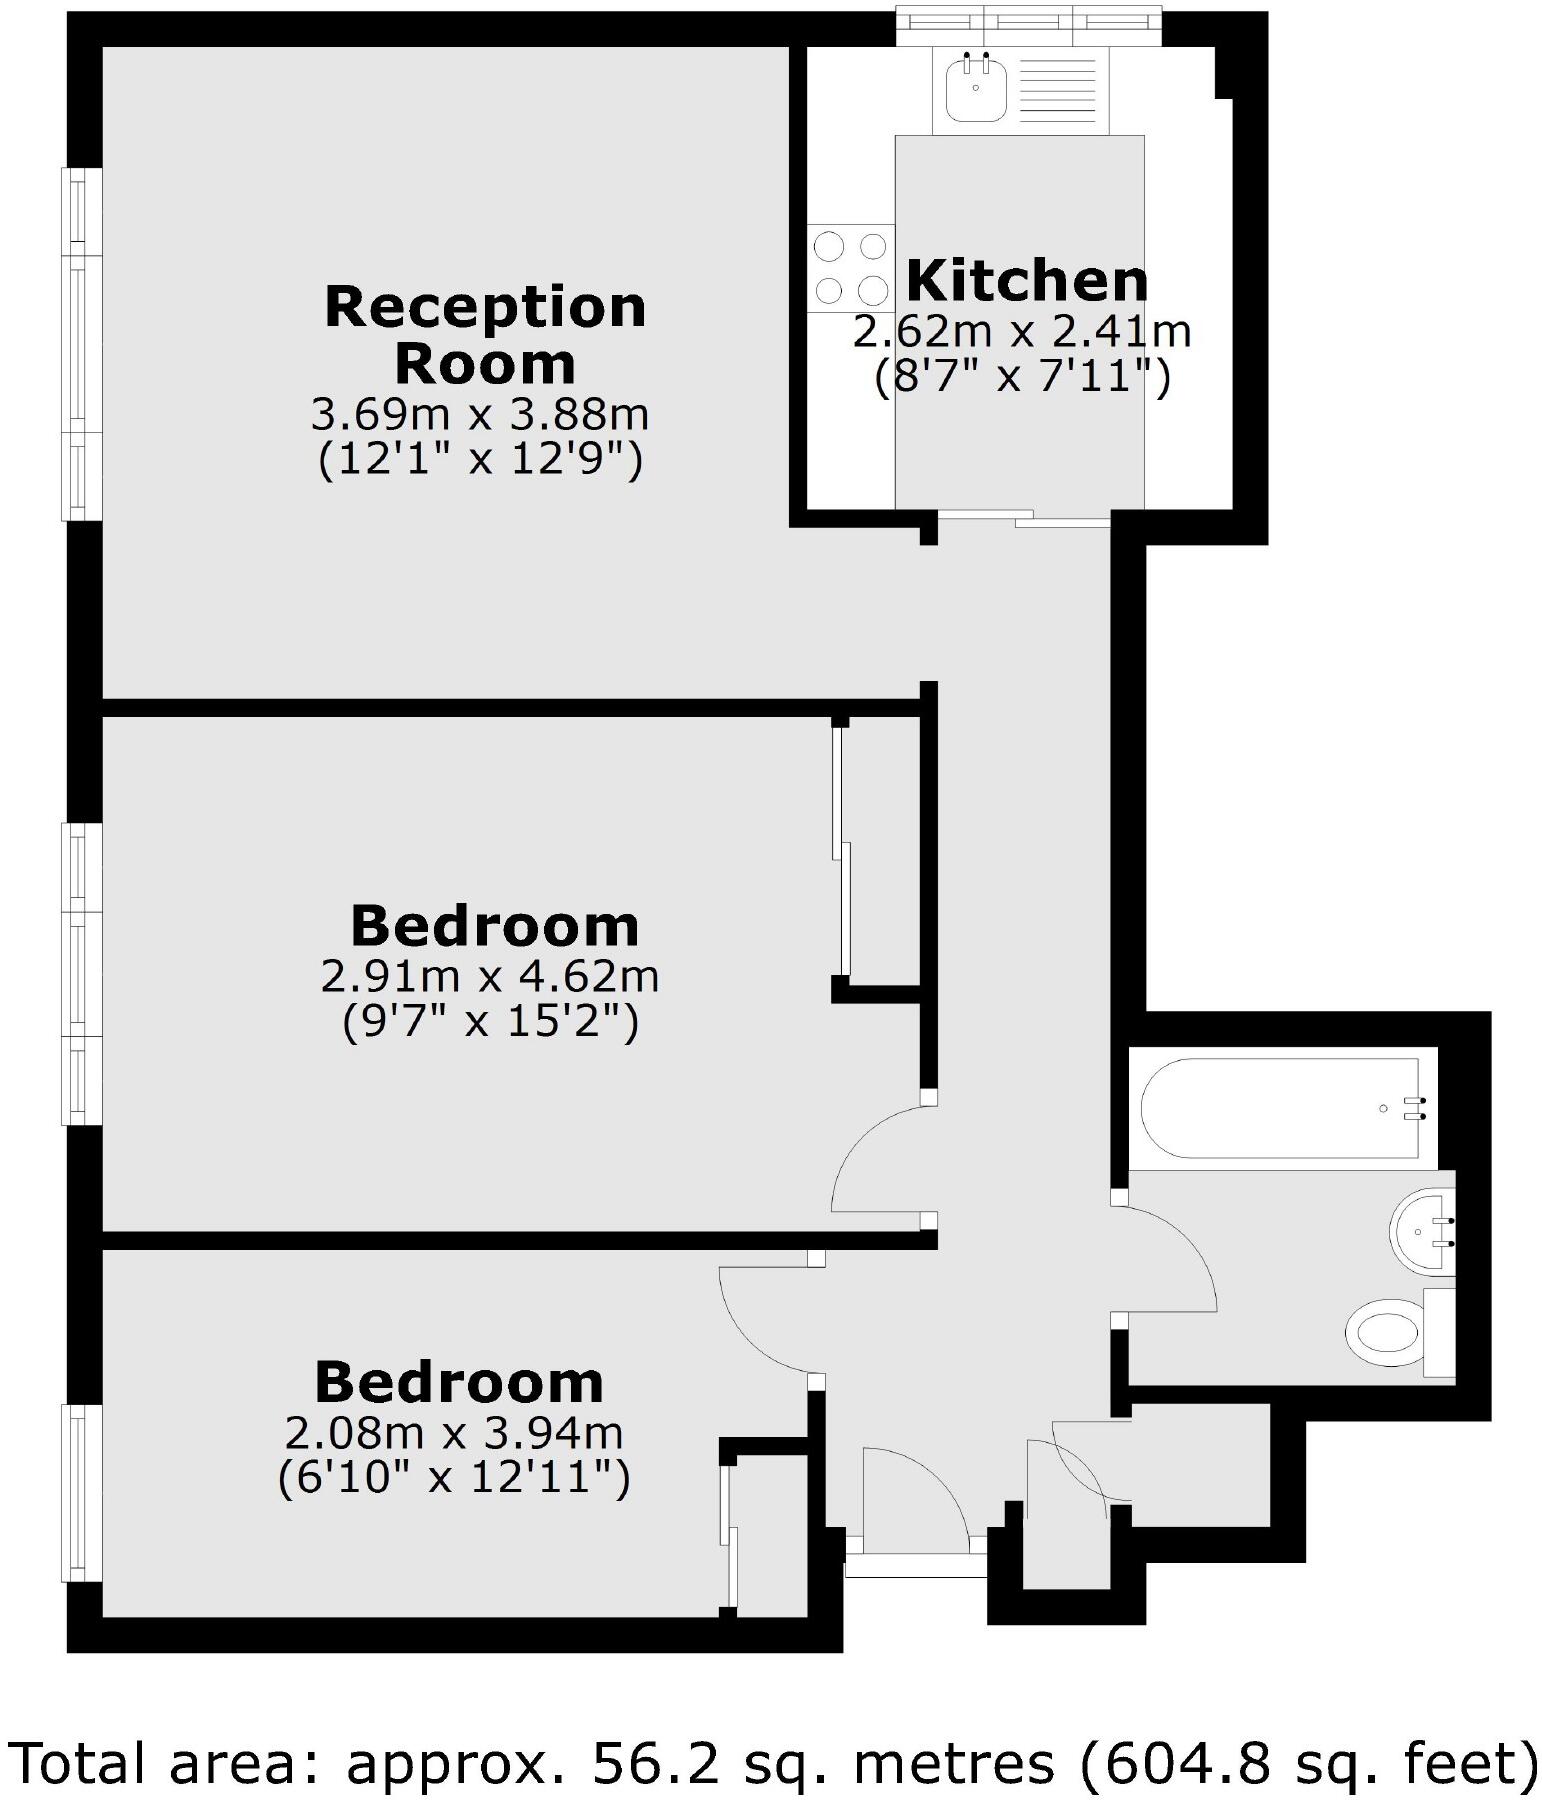 Reception
Room
3.69m x 3.88m
(12'1" x 12'9")
Kitchen
2.62m x 2.41m
(8'7" x 7'11")
Bedroom
2.91m x 4.62m
(9'7" x 15'2")
Bedroom
2.08m x 3.94m
(6'10" x 12'11")
Total area: approx. 56.2 sq. metres (604.8 sq. feet)